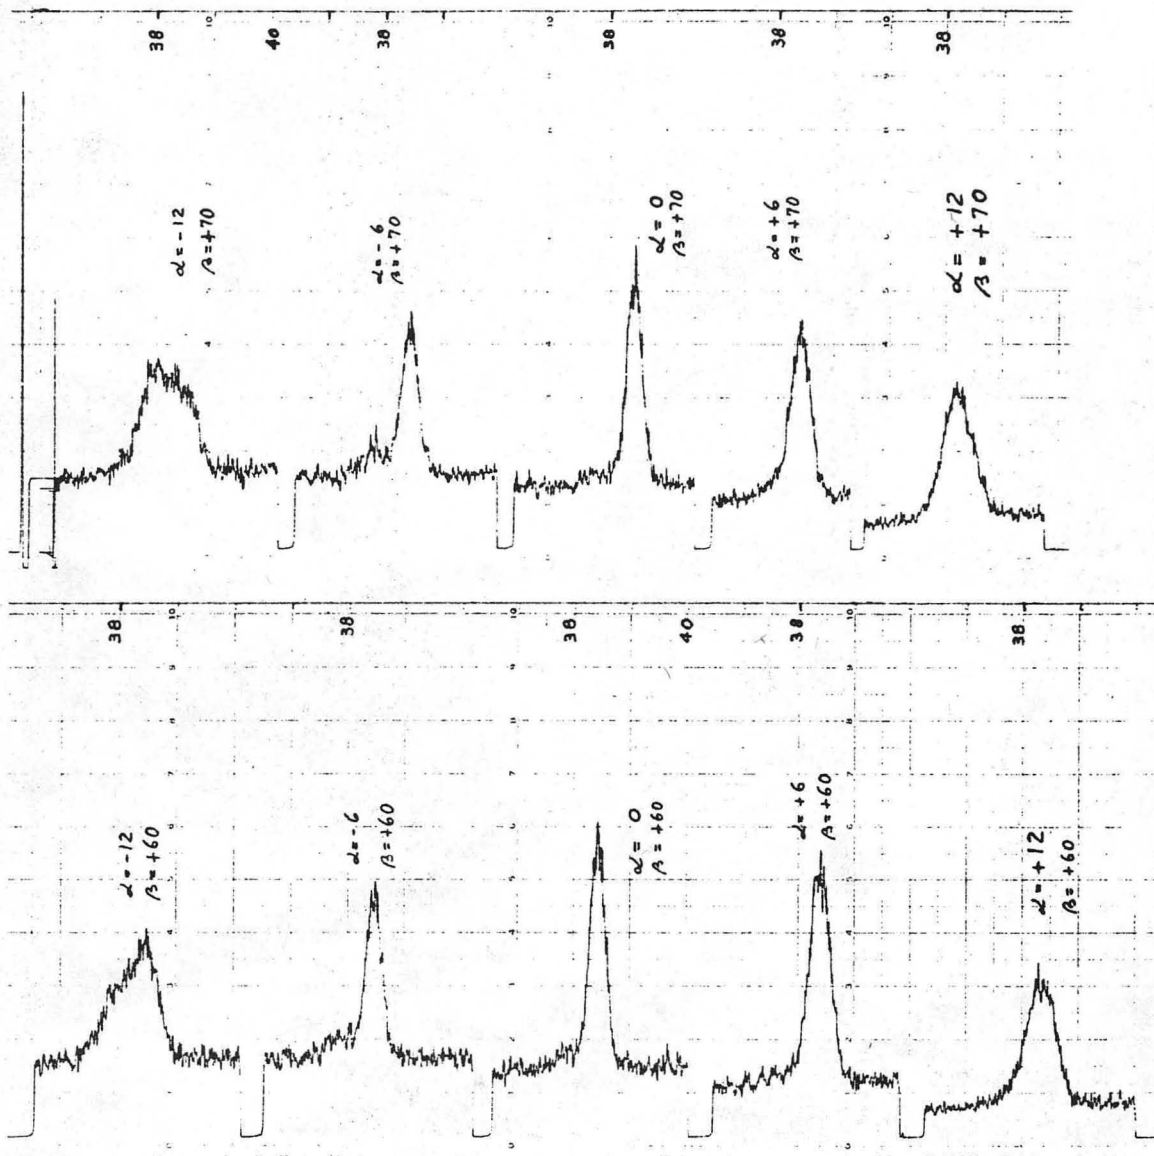 38
40
38
38
38
38
α = -12
β = +70
α = -6
β = +70
α = 0
β = +70
α = +6
β = +70
α = +12
β = +70
38
38
38
40
38
38
α = -12
β = +60
α = -6
β = +60
α = 0
β = +60
α = +6
β = +60
α = +12
β = +60